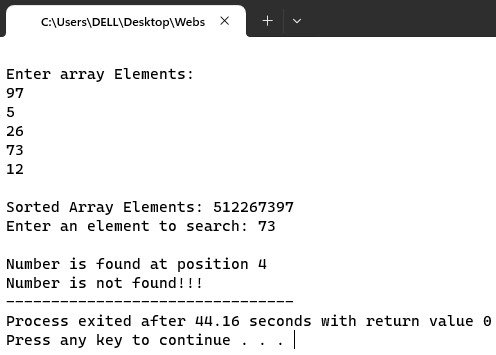 C:\Users\DELL\Desktop\Webs
Enter array Elements:
97
5
26
73
12
Sorted Array Elements: 512267397
Enter an element to search: 73
Number is found at position 4
Number is not found!!!
--------------------------------
Process exited after 44.16 seconds with return value 0
Press any key to continue . . .